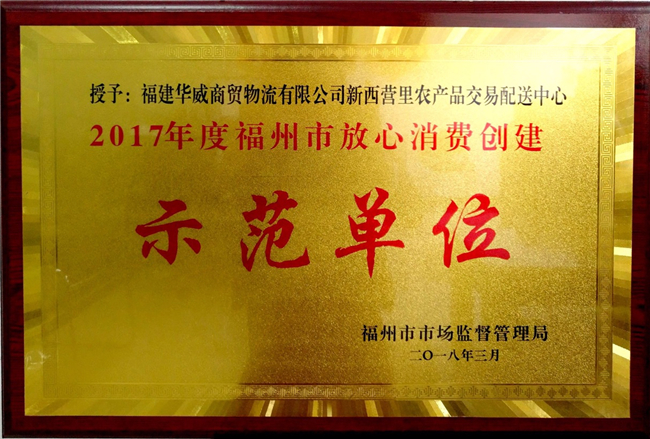 授予：福建华威商贸物流有限公司新西营里农产品交易配送中心
2017年度福州市放心消费创建
示范单位
福州市市场监督管理局
二〇一八年三月